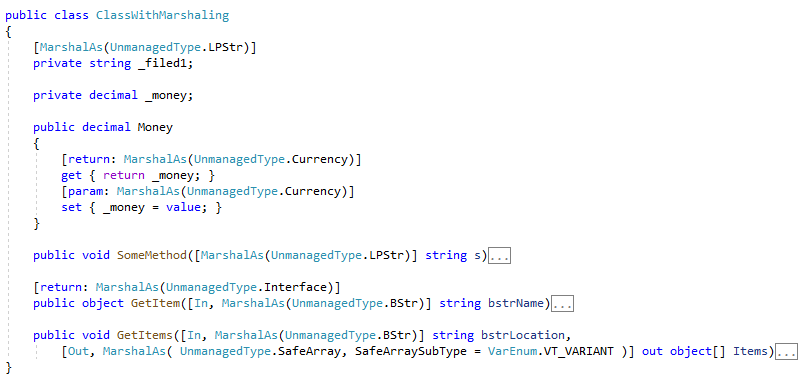 public class ClassWithMarshaling
{
[MarshalAs(UnmanagedType.LPStr)]
private string _filed1;
private decimal _money;
public decimal Money
{
[return: MarshalAs(UnmanagedType.Currency)]
get { return _money; }
[param: MarshalAs(UnmanagedType.Currency)]
set { _money = value; }
}
public void SomeMethod([MarshalAs(UnmanagedType.LPStr)] string s)...
[return: MarshalAs(UnmanagedType.Interface)]
public object GetItem([In, MarshalAs(UnmanagedType.BStr)] string bstrName)...
public void GetItems([In, MarshalAs(UnmanagedType.BStr)] string bstrLocation,
[Out, MarshalAs( UnmanagedType.SafeArray, SafeArraySubType = VarEnum.VT_VARIANT )] out object[] Items)...
}